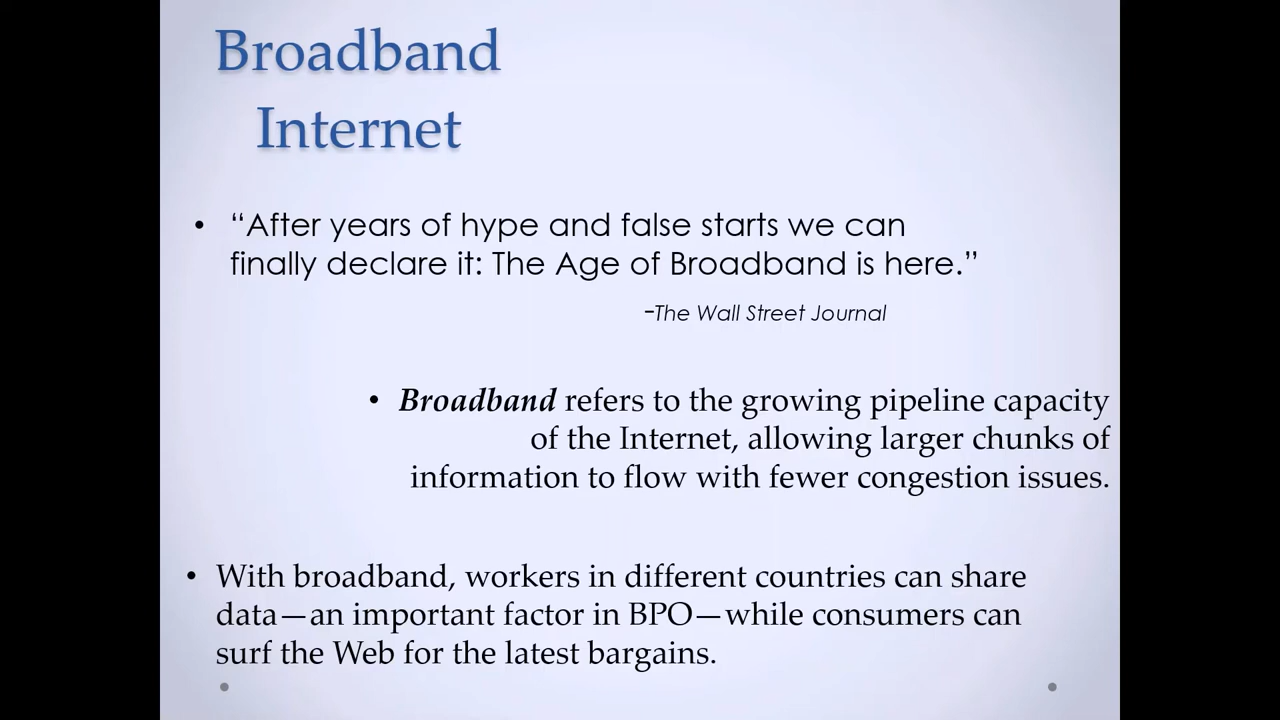 Broadband
Internet
• “After years of hype and false starts we can
finally declare it: The Age of Broadband is here.”
-The Wall Street Journal
• Broadband refers to the growing pipeline capacity
of the Internet, allowing larger chunks of
information to flow with fewer congestion issues.
• With broadband, workers in different countries can share
data—an important factor in BPO—while consumers can
surf the Web for the latest bargains.